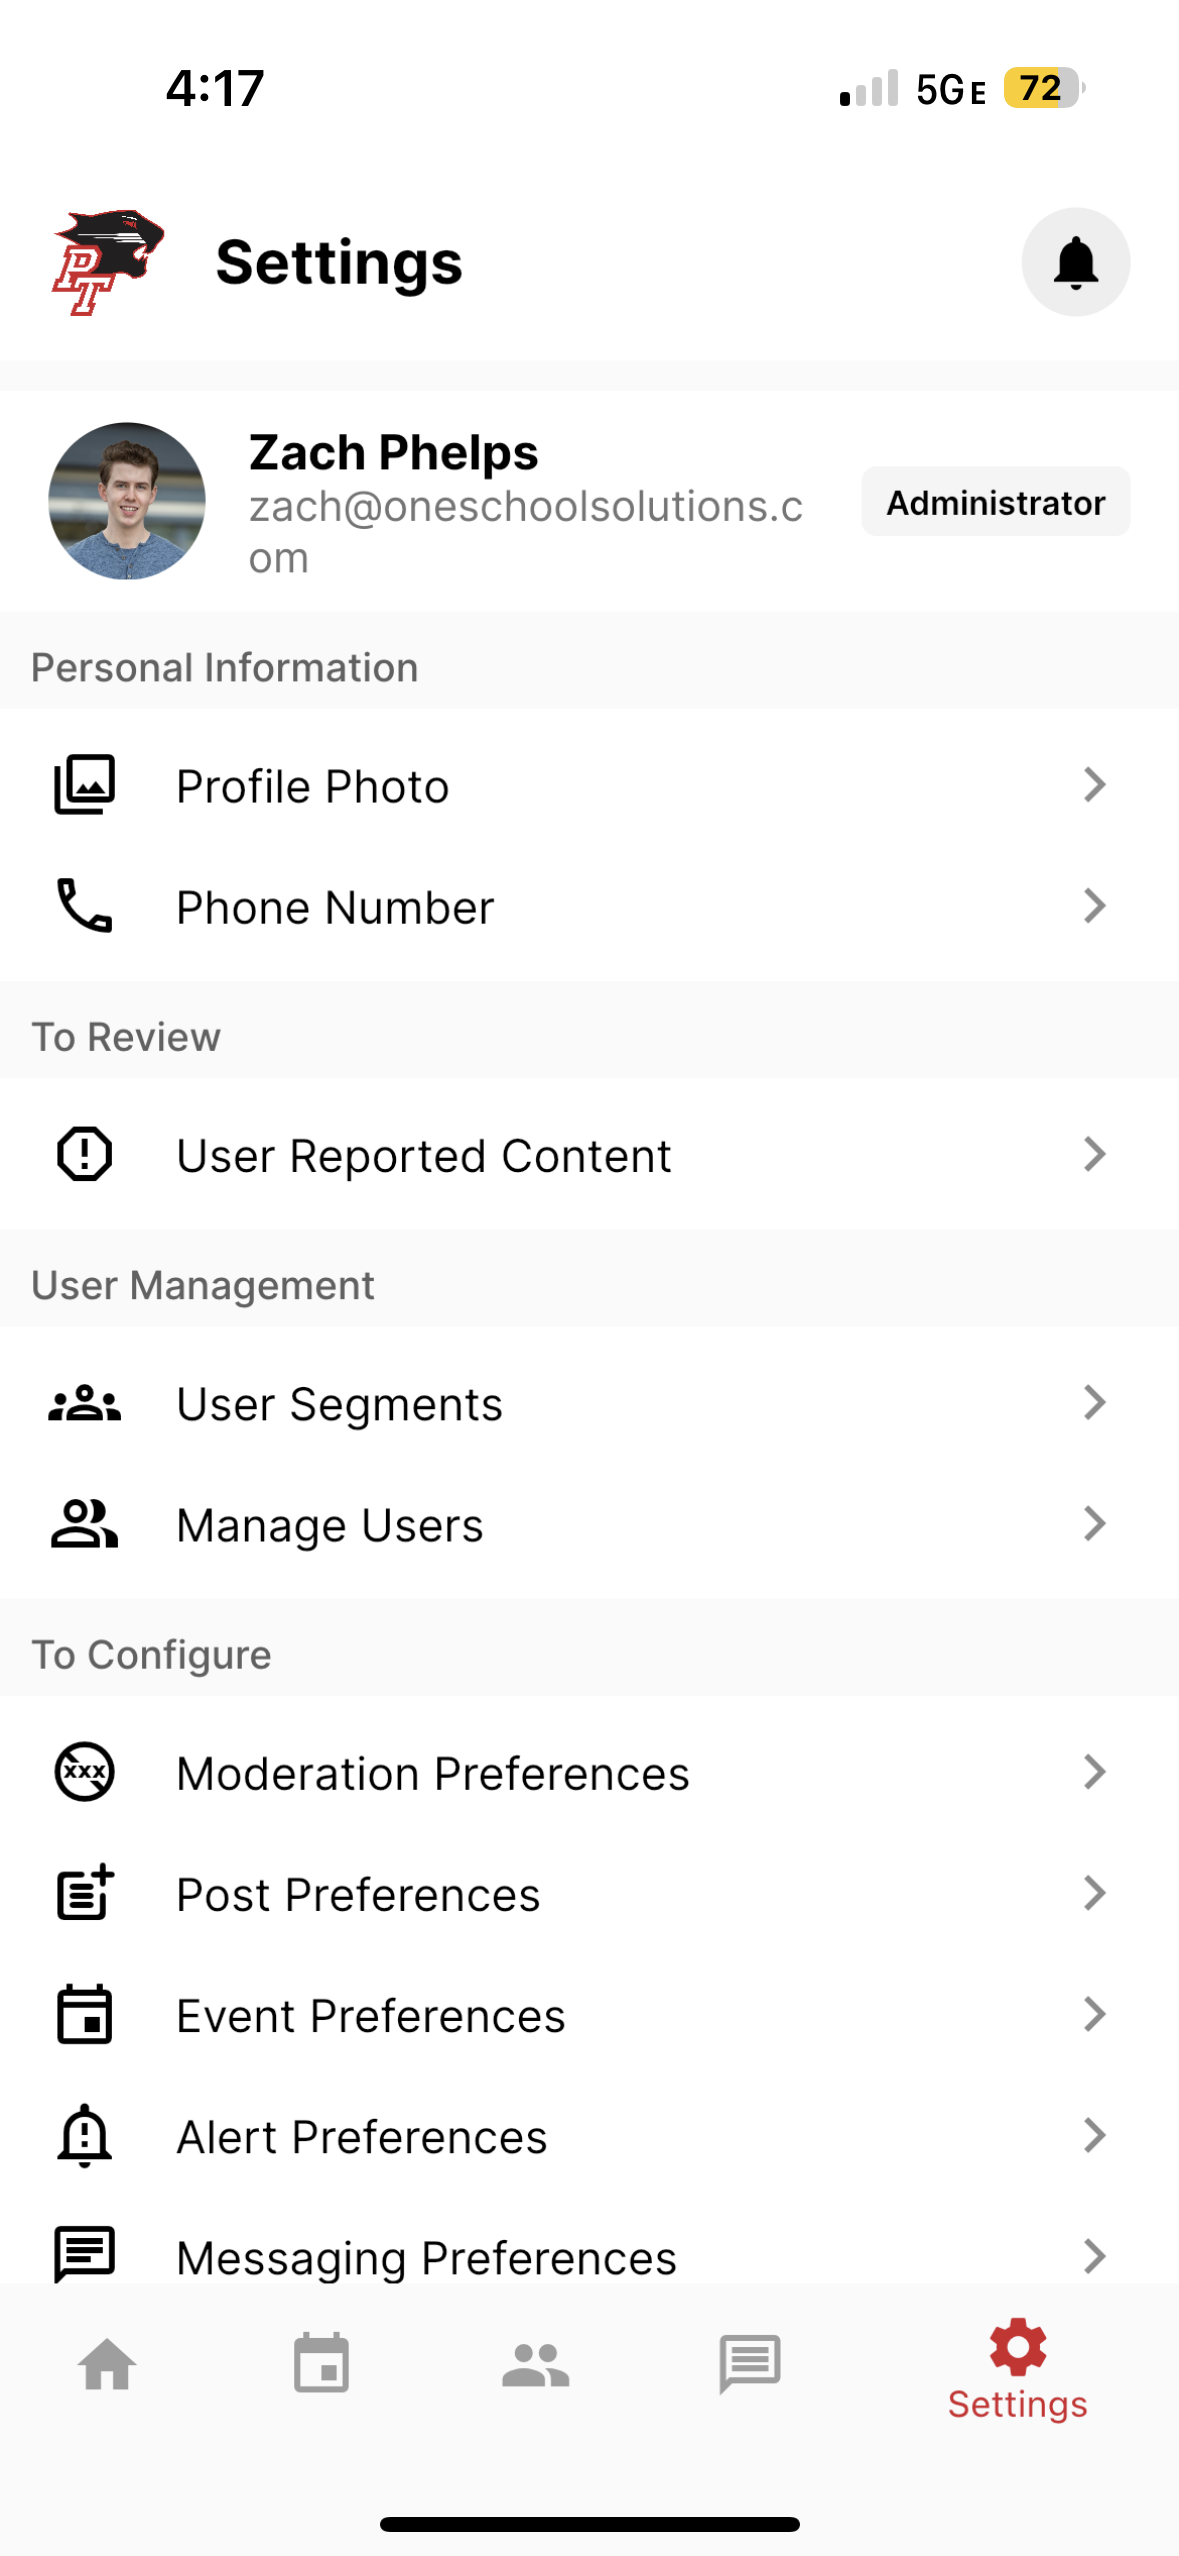 4:17
5GE
72
PT
Settings
Zach Phelps
zach@oneschoolsolutions.c
om
Administrator
Personal Information
Profile Photo
Phone Number
To Review
User Reported Content
User Management
User Segments
Manage Users
To Configure
xxx
Moderation Preferences
Post Preferences
Event Preferences
Alert Preferences
Messaging Preferences
Settings